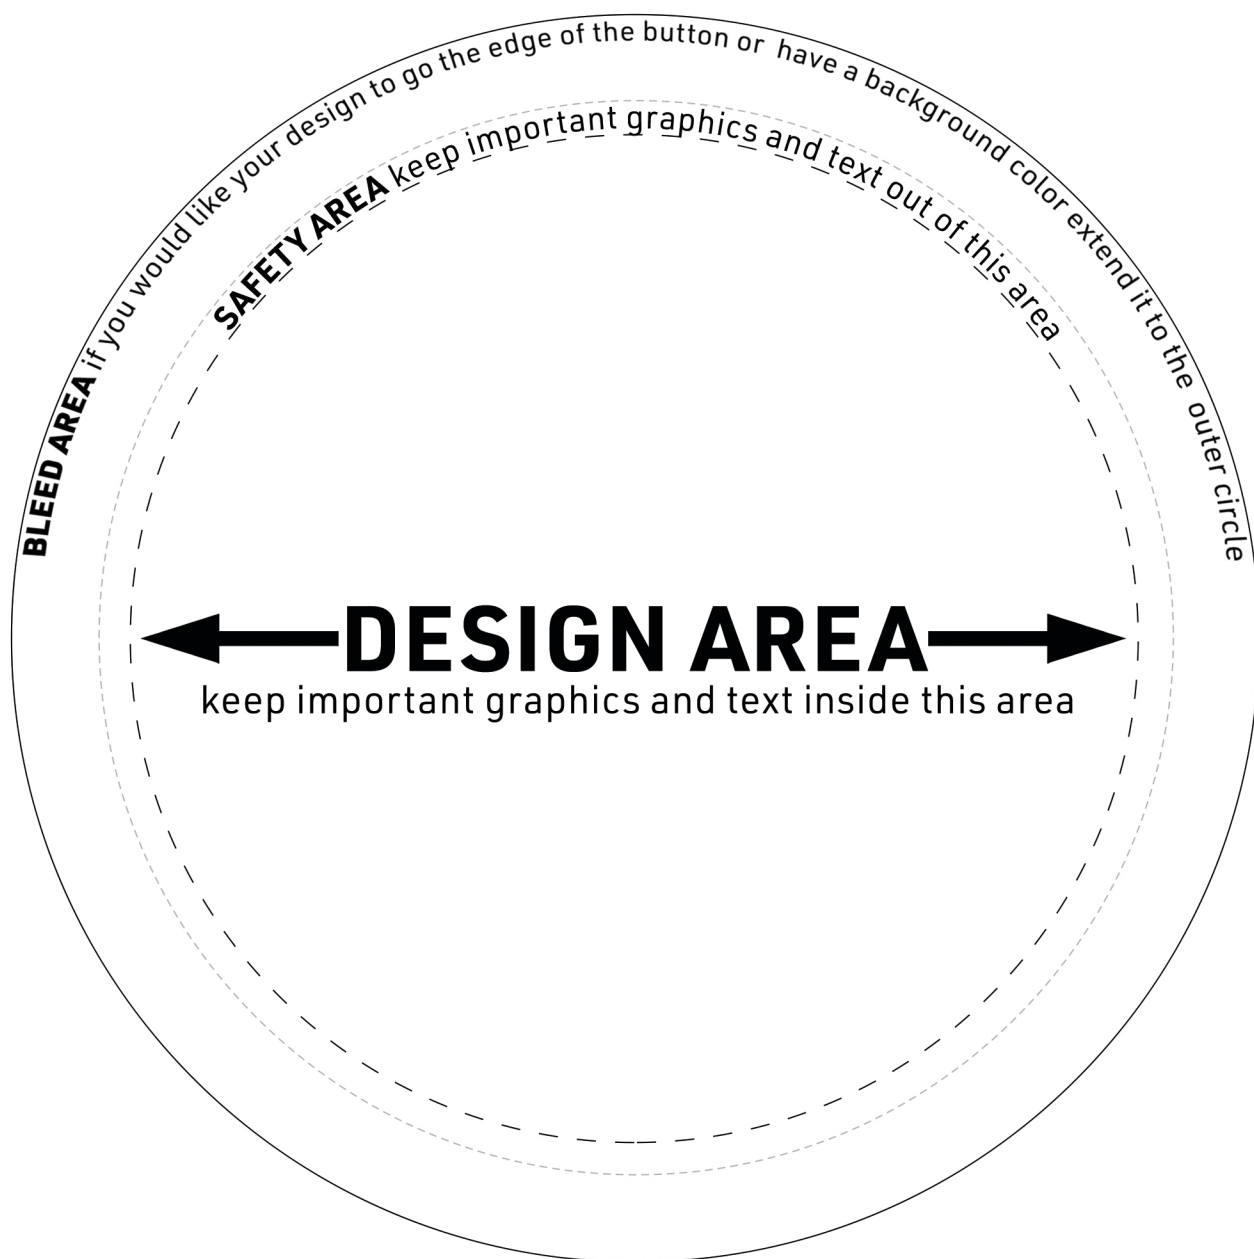 BLEED AREA if you would like your design to go the edge of the button or have a background color extend it to the outer circle
SAFETY AREA keep important graphics and text out of this area
DESIGN AREA
keep important graphics and text inside this area